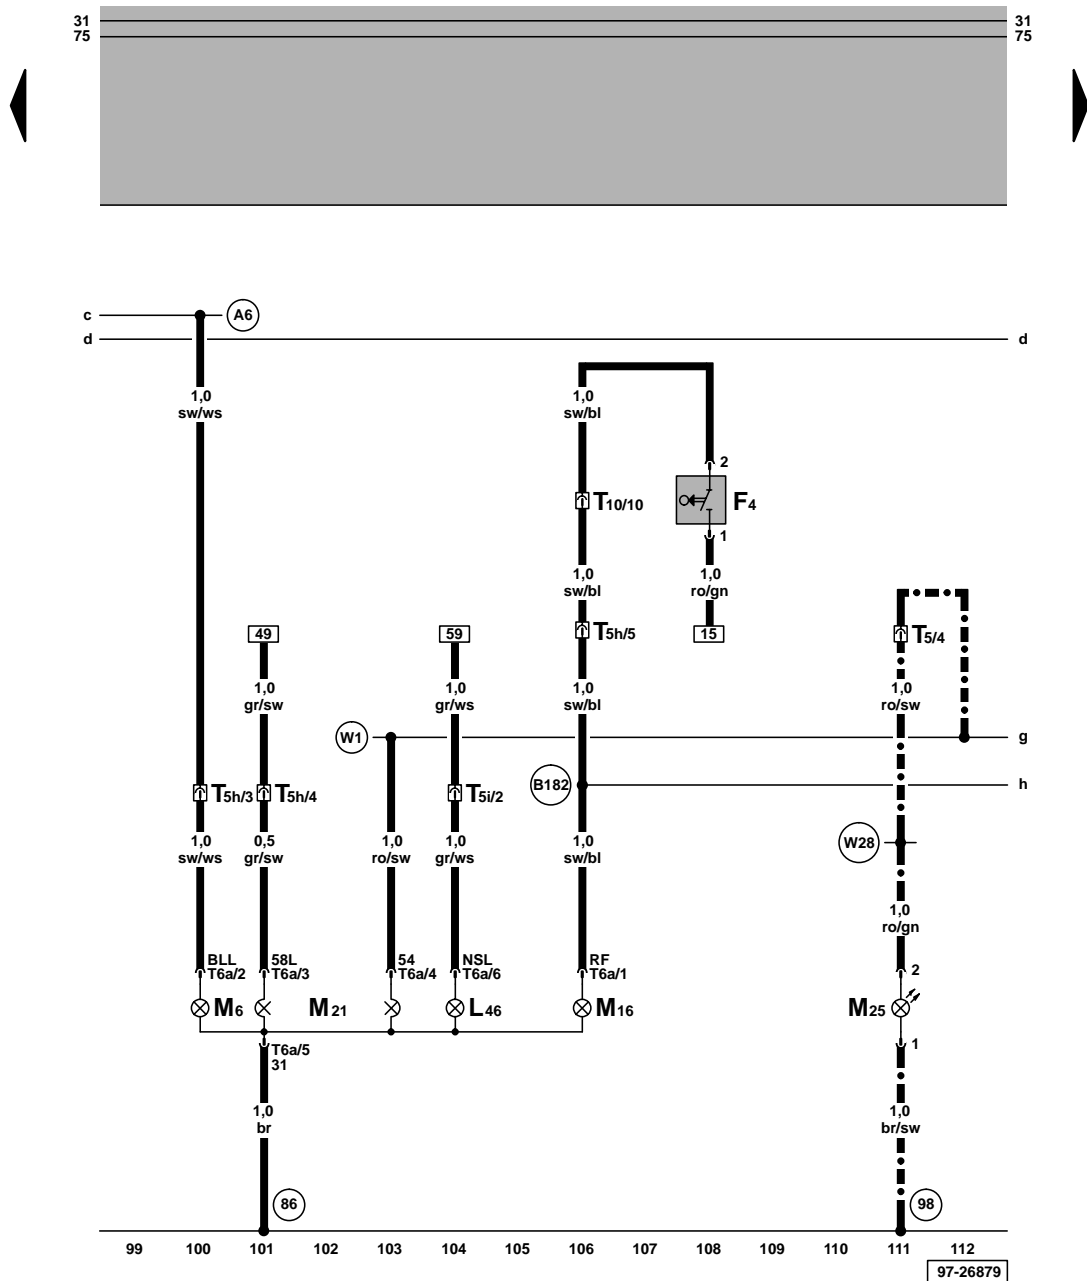 31 31
75 75
c A6
d d
1,0 1,0
sw/ws sw/bl
2
T10/10 F4
1
1,0 1,0
sw/bl ro/gn
49 59 T5h/5 15 T5/4
1,0 1,0 1,0 1,0
gr/sw gr/ws sw/bl ro/sw
W1 g
B182 h
T5h/3 T5h/4 T5i/2
1,0 0,5 1,0 1,0 1,0 W28
sw/ws gr/sw ro/sw gr/ws sw/bl
1,0
ro/gn
BLL 58L 54 NSL RF
T6a/2 T6a/3 T6a/4 T6a/6 T6a/1 2
M6 M21 L46 M16 M25
T6a/5 1
31
1,0 1,0
br br/sw
86 98
99 100 101 102 103 104 105 106 107 108 109 110 111 112
97-26879